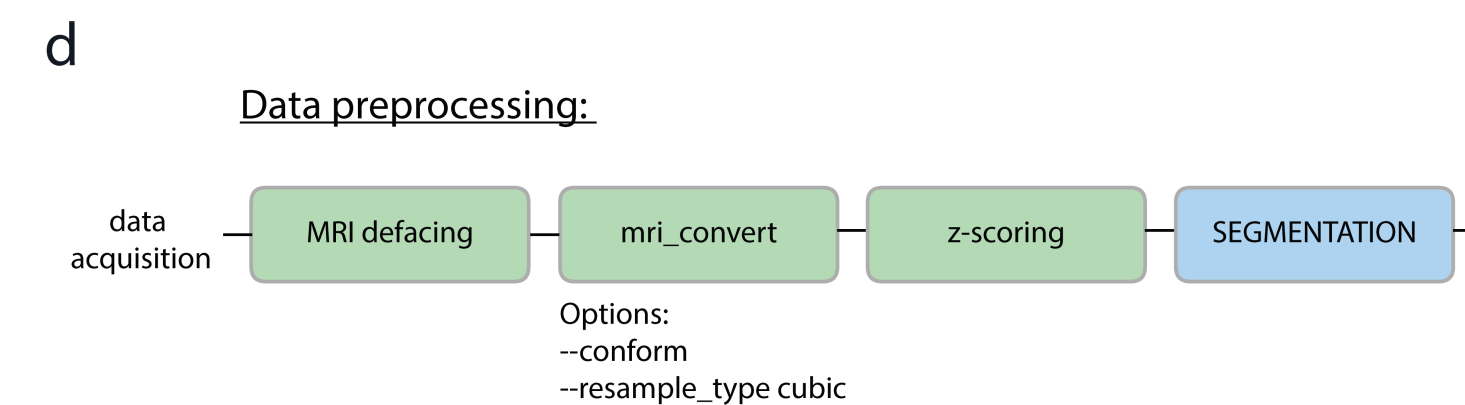 d
Data preprocessing:
data
acquisition
MRI defacing
mri_convert
z-scoring
SEGMENTATION
Options:
--conform
--resample_type cubic